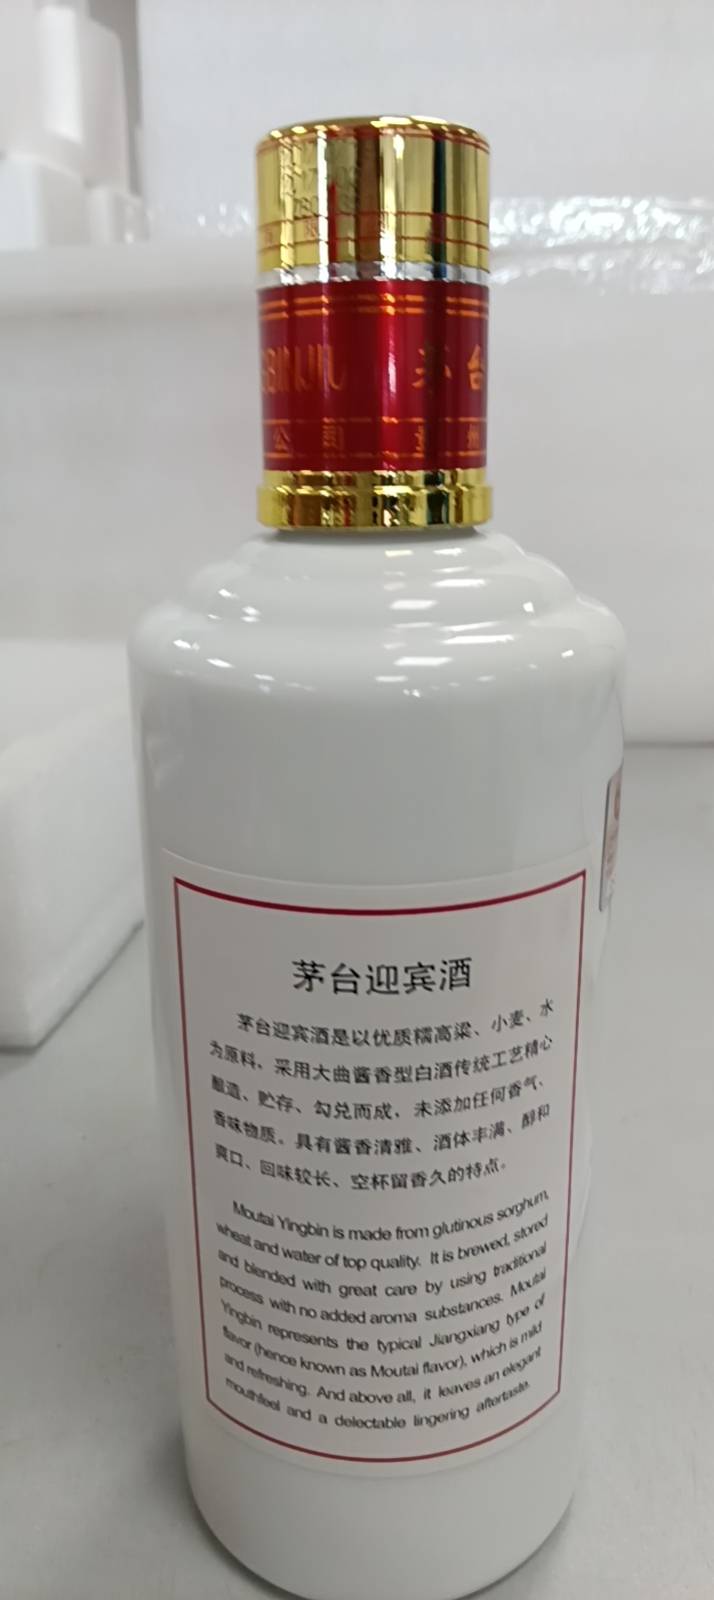 公司 贵州
茅台
茅台迎宾酒
茅台迎宾酒是以优质糯高粱、小麦、水
为原料，采用大曲酱香型白酒传统工艺精心
酿造、贮存、勾兑而成，未添加任何香气、
香味物质。具有酱香清雅、酒体丰满、醇和
爽口、回味较长、空杯留香久的特点。
Moutai Yingbin is made from glutinous sorghum,
wheat and water of top quality. It is brewed, stored
and blended with great care by using traditional
process with no added aroma substances. Moutai
Yingbin represents the typical Jiangxiang type of
flavor (hence known as Moutai flavor), which is mild
and refreshing. And above all, it leaves an elegant
mouthfeel and a delectable lingering aftertaste.